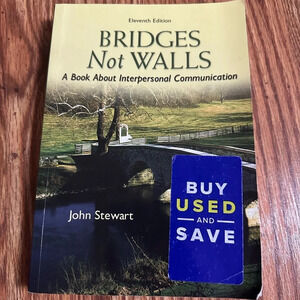 Eleventh Edition
BRIDGES
Not WALLS
A Book About Interpersonal Communication
John Stewart
BUY
USED
AND
SAVE